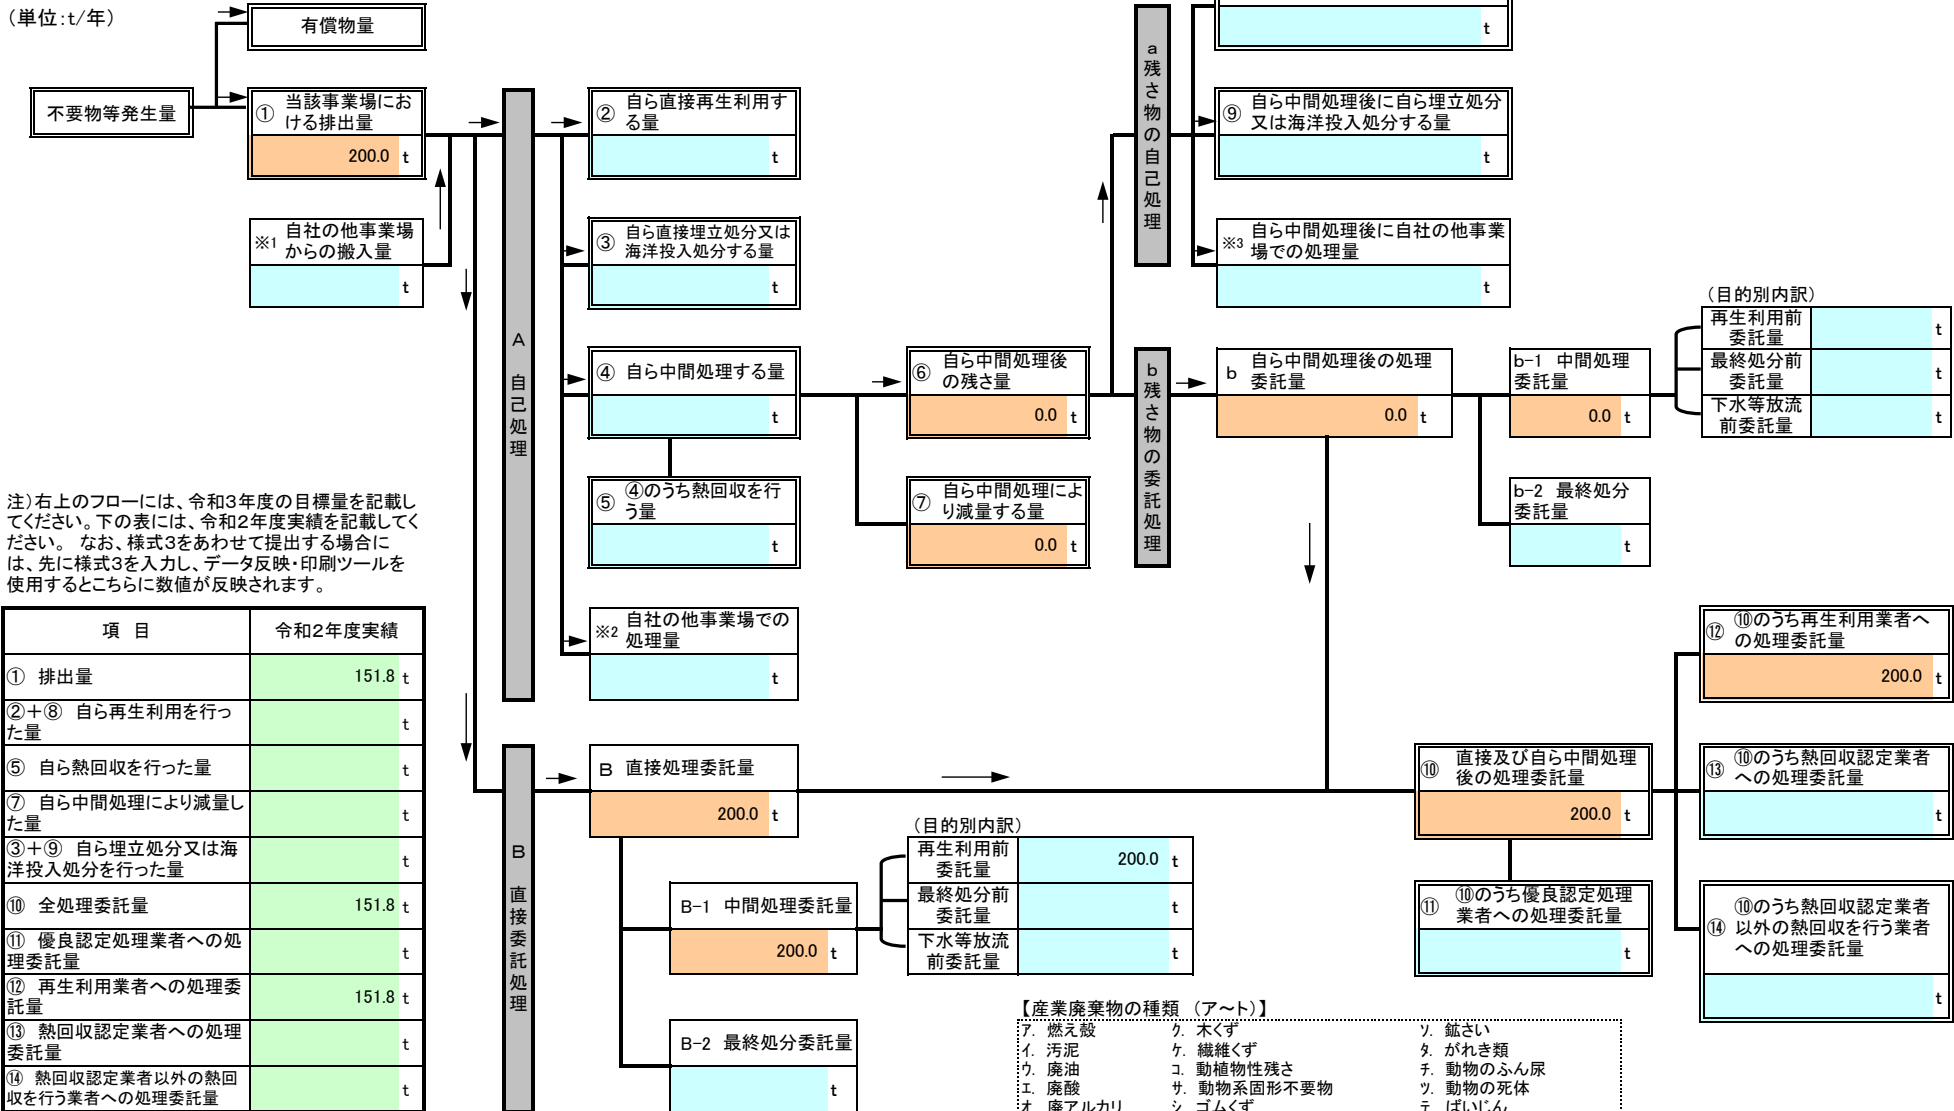 （単位:t/年）
有償物量
不要物等発生量
① 当該事業場にお
ける排出量
200.0 t
※1 自社の他事業場
からの搬入量
t
A 自己処理
② 自ら直接再生利用す
る量
t
③ 自ら直接埋立処分又は
海洋投入処分する量
t
④ 自ら中間処理する量
t
⑤ ④のうち熱回収を行
う量
t
※2 自社の他事業場での
処理量
t
⑥ 自ら中間処理後
の残さ量
0.0 t
⑦ 自ら中間処理によ
り減量する量
0.0 t
a 残さ物の自己処理
t
⑨ 自ら中間処理後に自ら埋立処分
又は海洋投入処分する量
t
※3 自ら中間処理後に自社の他事業
場での処理量
t
b 残さ物の委託処理
b 自ら中間処理後の処理
委託量
0.0 t
b-1 中間処理
委託量
0.0 t
（目的別内訳）
再生利用前
委託量
t
最終処分前
委託量
t
下水等放流
前委託量
t
b-2 最終処分
委託量
t
注）右上のフローには、令和3年度の目標量を記載し
てください。下の表には、令和2年度実績を記載してく
ださい。 なお、様式3をあわせて提出する場合に
は、先に様式3を入力し、データ反映・印刷ツールを
使用するとこちらに数値が反映されます。
項 目 令和2年度実績
① 排出量 151.8 t
②＋⑧ 自ら再生利用を行っ
た量
t
⑤ 自ら熱回収を行った量 t
⑦ 自ら中間処理により減量し
た量
t
③＋⑨ 自ら埋立処分又は海
洋投入処分を行った量
t
⑩ 全処理委託量 151.8 t
⑪ 優良認定処理業者への処
理委託量
t
⑫ 再生利用業者への処理委
託量
151.8 t
⑬ 熱回収認定業者への処理
委託量
t
⑭ 熱回収認定業者以外の熱回
収を行う業者への処理委託量
t
B 直接委託処理
B 直接処理委託量
200.0 t
B-1 中間処理委託量
200.0 t
（目的別内訳）
再生利用前
委託量
200.0 t
最終処分前
委託量
t
下水等放流
前委託量
t
B-2 最終処分委託量
t
⑩ 直接及び自ら中間処理
後の処理委託量
200.0 t
⑪ ⑩のうち優良認定処理
業者への処理委託量
t
⑫ ⑩のうち再生利用業者へ
の処理委託量
200.0 t
⑬ ⑩のうち熱回収認定業者
への処理委託量
t
⑭ ⑩のうち熱回収認定業者
以外の熱回収を行う業者
への処理委託量
t
【産業廃棄物の種類 （ア～ト）】
ア. 燃え殻 ク. 木くず ソ. 鉱さい
イ. 汚泥 ケ. 繊維くず タ. がれき類
ウ. 廃油 コ. 動植物性残さ チ. 動物のふん尿
エ. 廃酸 サ. 動物系固形不要物 ツ. 動物の死体
オ. 廃アルカリ シ. ゴムくず テ. ばいじん